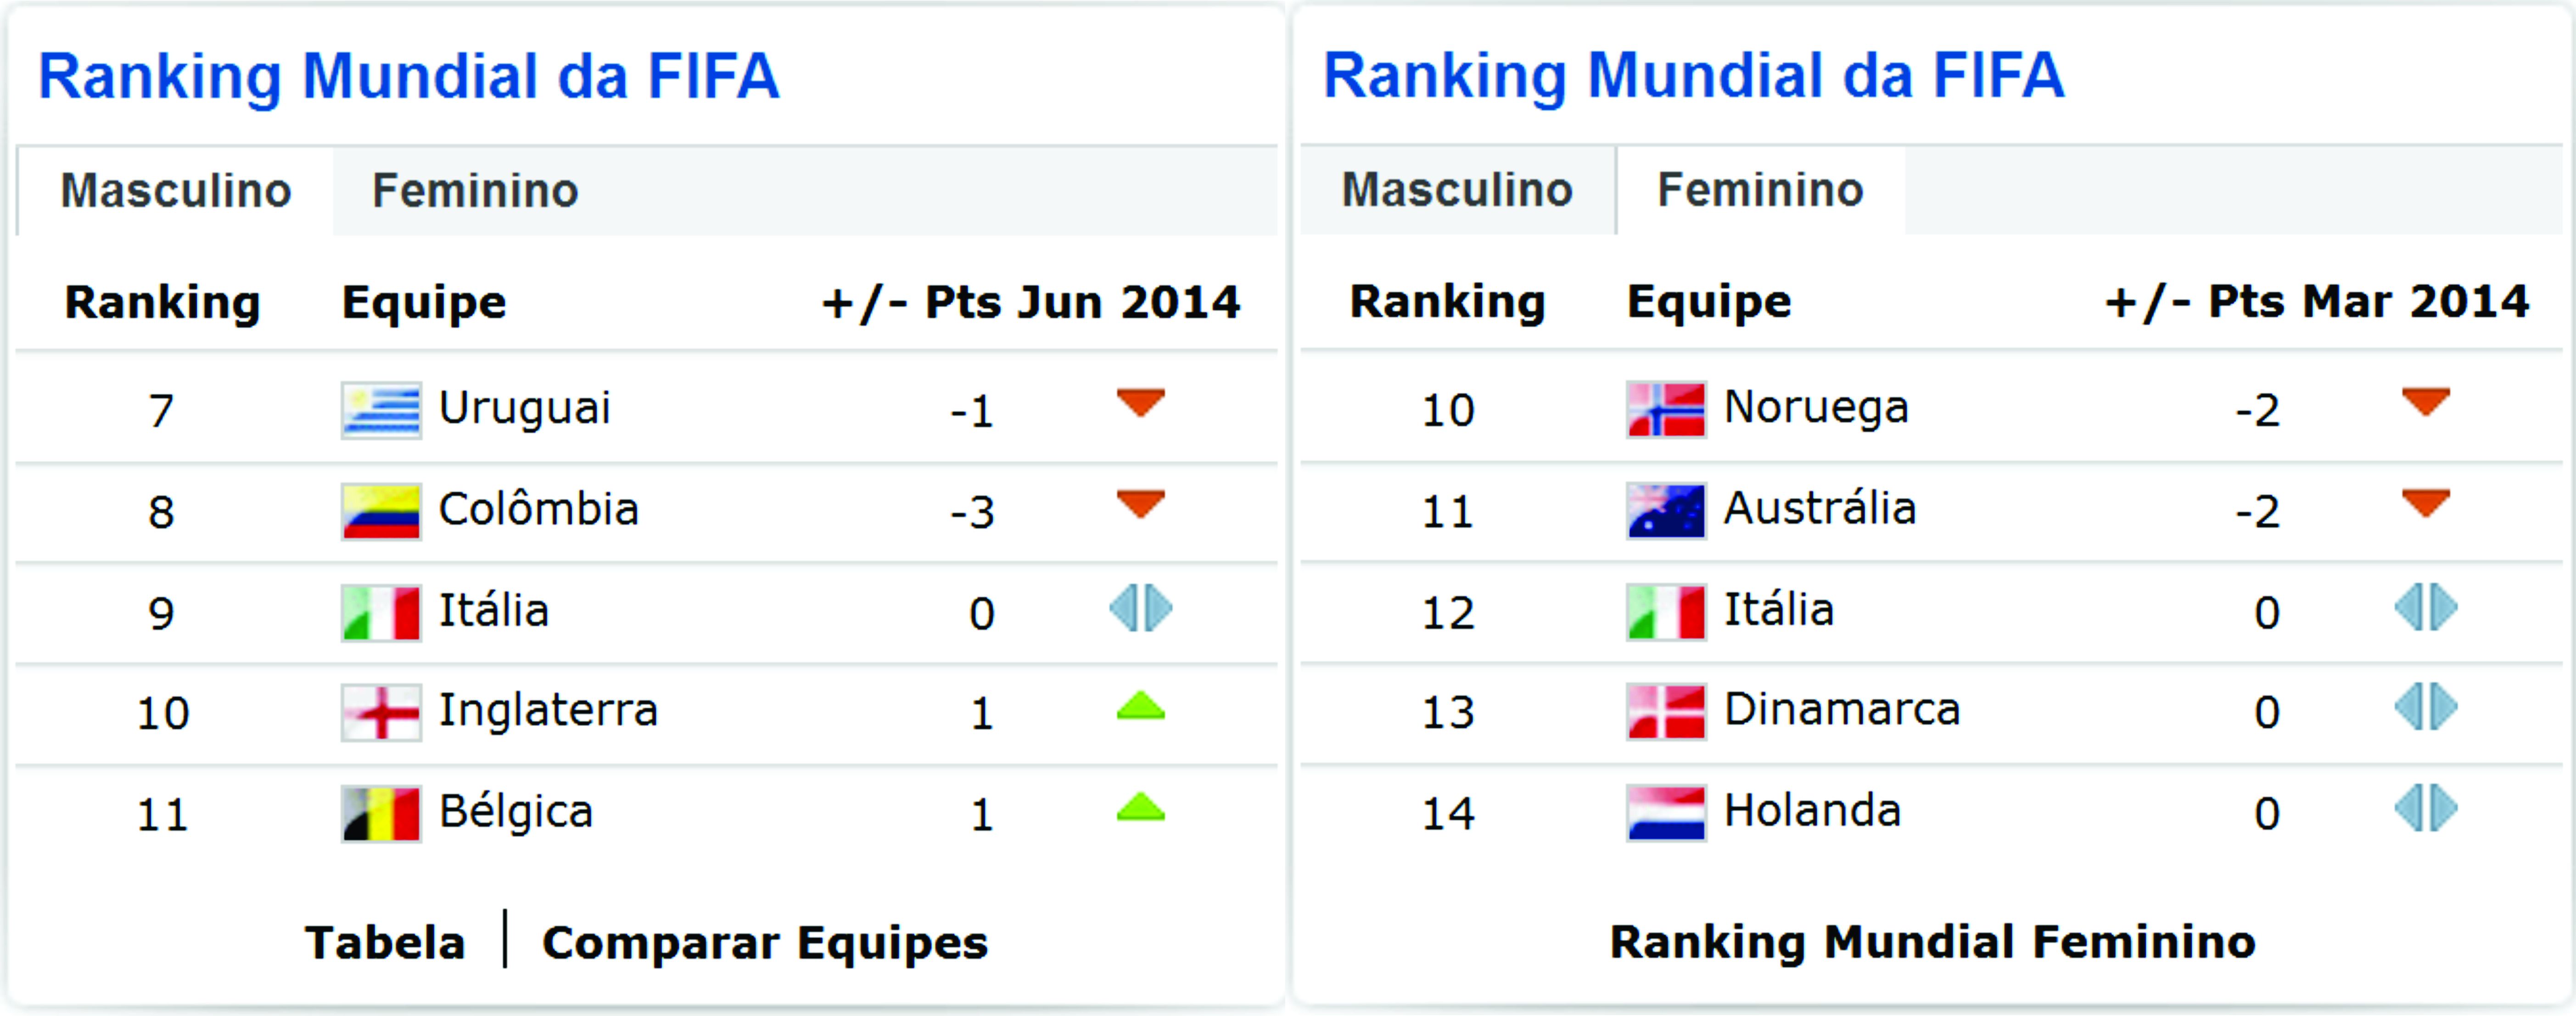 Ranking Mundial da FIFA
Masculino Feminino
Ranking Equipe +/- Pts Jun 2014
7 Uruguai -1
8 Colômbia -3
9 Itália 0
10 Inglaterra 1
11 Bélgica 1
Tabela | Comparar Equipes
Ranking Mundial da FIFA
Masculino Feminino
Ranking Equipe +/- Pts Mar 2014
10 Noruega -2
11 Austrália -2
12 Itália 0
13 Dinamarca 0
14 Holanda 0
Ranking Mundial Feminino